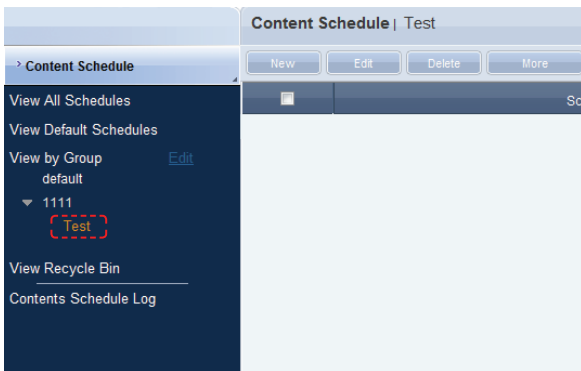 Content Schedule | Test
Content Schedule
New Edit Delete More
View All Schedules
View Default Schedules
View by Group Edit
default
1111
Test
View Recycle Bin
Contents Schedule Log